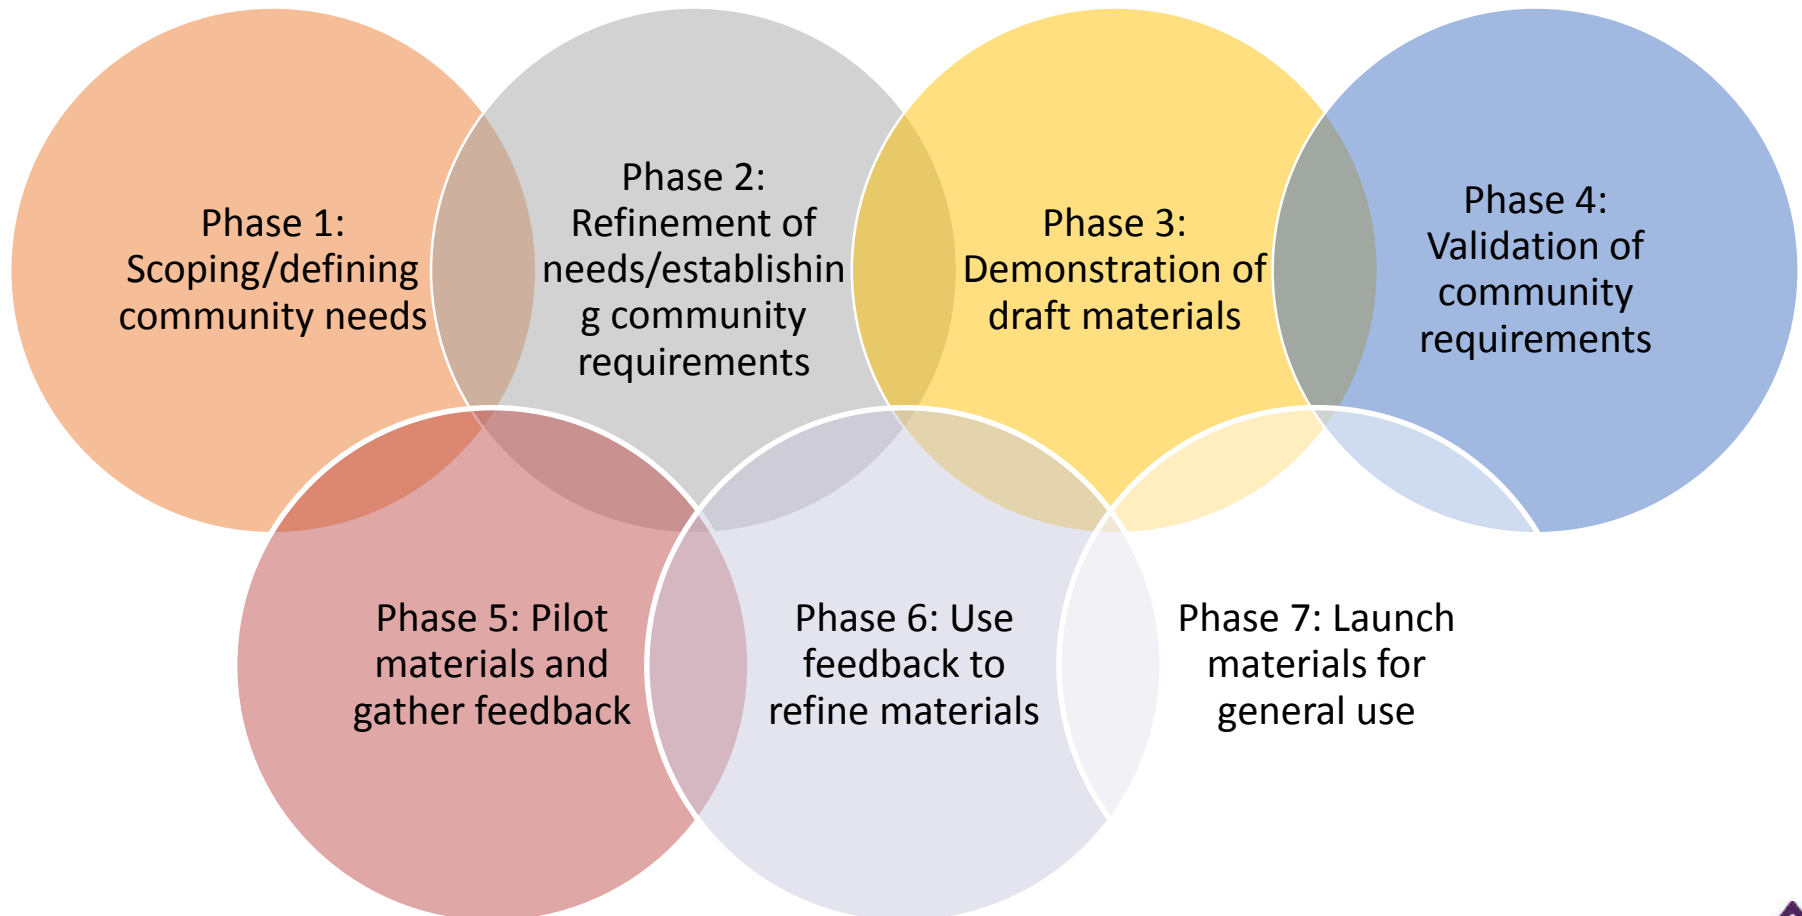 Phase 1:
Scoping/defining
community needs
Phase 2:
Refinement of
needs/establishin
g community
requirements
Phase 3:
Demonstration of
draft materials
Phase 4:
Validation of
community
requirements
Phase 5: Pilot
materials and
gather feedback
Phase 6: Use
feedback to
refine materials
Phase 7: Launch
materials for
general use